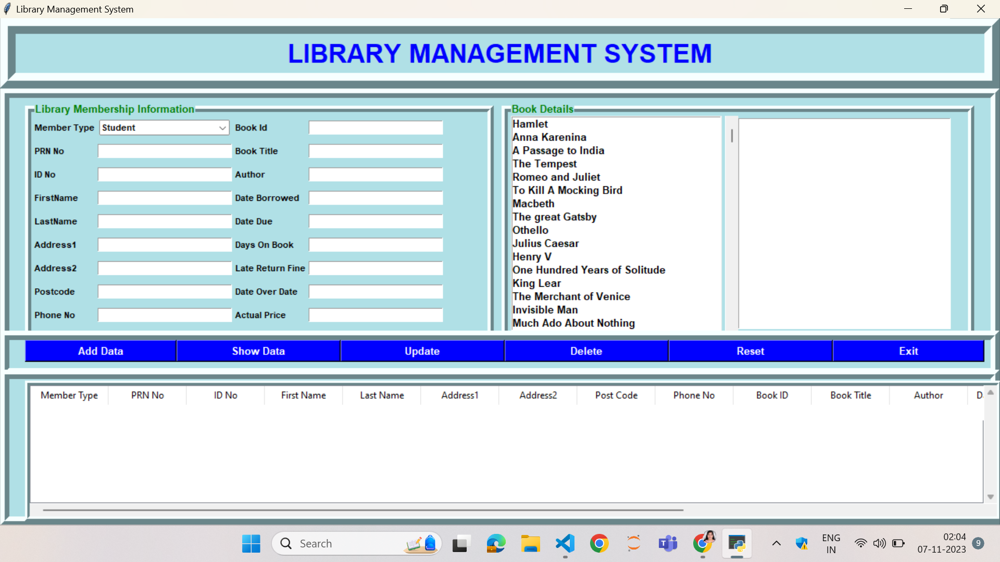 Library Management System
LIBRARY MANAGEMENT SYSTEM
Library Membership Information
Member Type Student Book Id
PRN No Book Title
ID No Author
FirstName Date Borrowed
LastName Date Due
Address1 Days On Book
Address2 Late Return Fine
Postcode Date Over Date
Phone No Actual Price
Book Details
Hamlet
Anna Karenina
A Passage to India
The Tempest
Romeo and Juliet
To Kill A Mocking Bird
Macbeth
The great Gatsby
Othello
Julius Caesar
Henry V
One Hundred Years of Solitude
King Lear
The Merchant of Venice
Invisible Man
Much Ado About Nothing
Add Data Show Data Update Delete Reset Exit
Member Type PRN No ID No First Name Last Name Address1 Address2 Post Code Phone No Book ID Book Title Author
Search
ENG
IN
02:04
07-11-2023
9